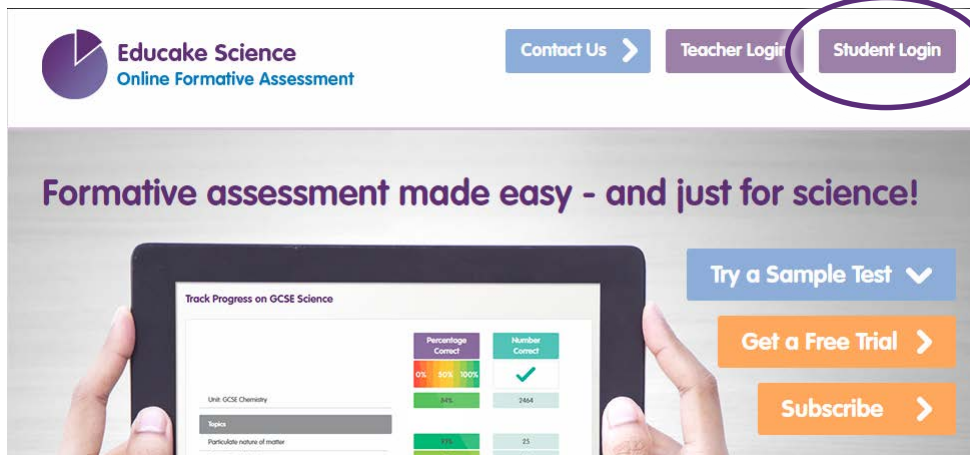 Educake Science
Online Formative Assessment
Contact Us
Teacher Login
Student Login
Formative assessment made easy - and just for science!
Try a Sample Test
Get a Free Trial
Subscribe
Track Progress on GCSE Science
Percentage Correct
Number Correct
0% 50% 100%
Unit: GCSE Chemistry
2464
Topics
Particulate nature of matter
25